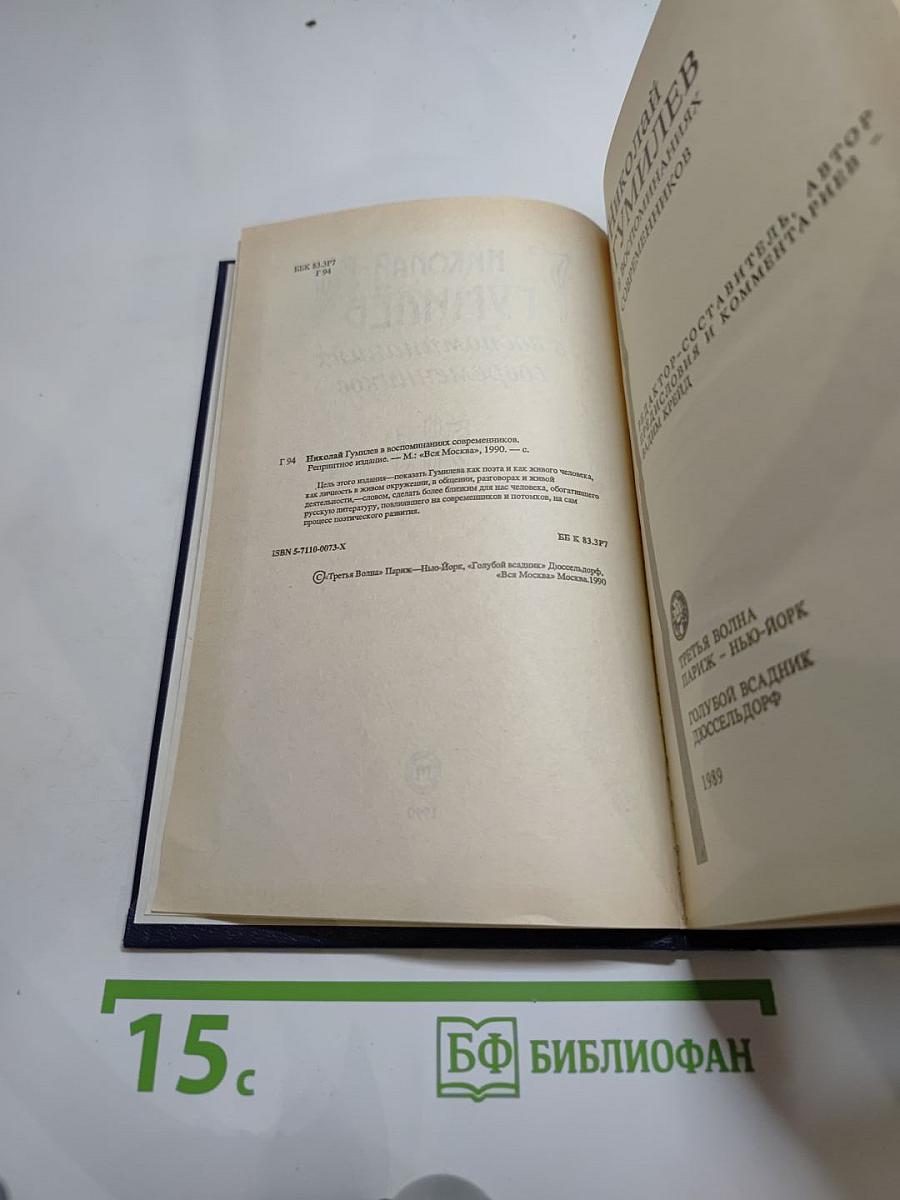 ББК 83.3Р7
Г 94
Г 94 Николай Гумилев в воспоминаниях современников.
Репринтное издание. — М.: «Вся Москва», 1990. — с.
Цель этого издания—показать Гумилева как поэта и как живого человека,
как личность в живом окружении, в общении, разговорах и живой
деятельности,—словом, сделать более близким для нас человека, обогатившего
русскую литературу, повлиявшего на современников и потомков, на сам
процесс поэтического развития.
ISBN 5-7110-0073-X
ББ К 83.3Р7
©«Третья Волна» Париж—Нью-Йорк, «Голубой всадник» Дюссельдорф,
«Вся Москва» Москва.1990
НИКОЛАЙ
ГУМИЛЕВ
В ВОСПОМИНАНИЯХ
СОВРЕМЕННИКОВ
РЕДАКТОР-СОСТАВИТЕЛЬ, АВТОР
ПРЕДИСЛОВИЯ И КОММЕНТАРИЕВ –
ВАДИМ КРЕЙД
ТРЕТЬЯ ВОЛНА
ПАРИЖ – НЬЮ-ЙОРК
ГОЛУБОЙ ВСАДНИК
ДЮССЕЛЬДОРФ
1989
15 с
БФ БИБЛИОФАН